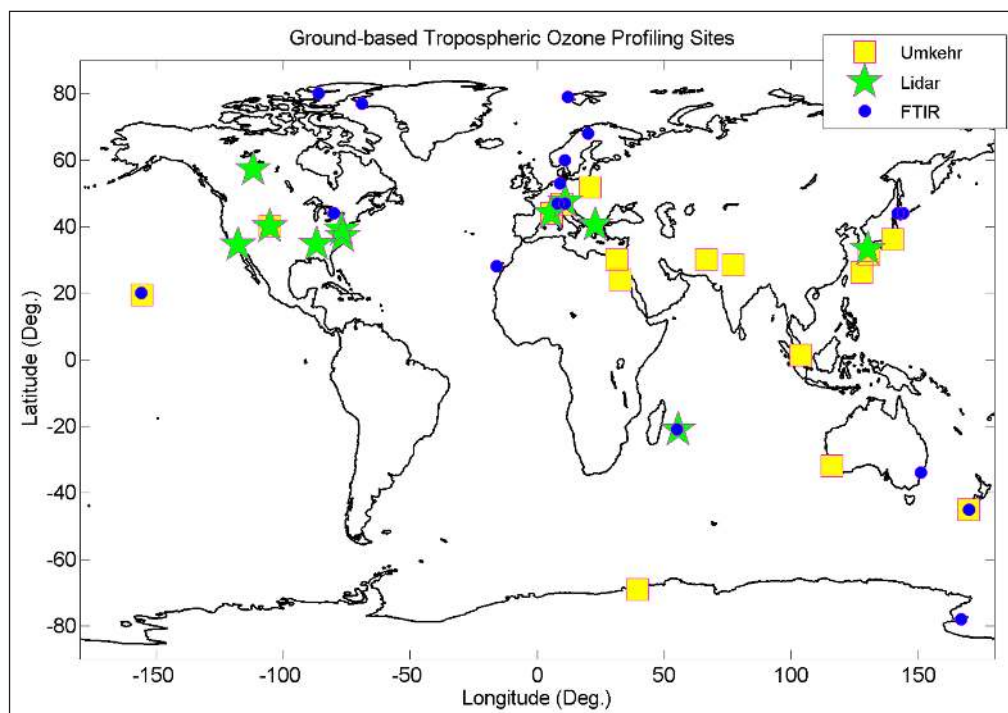 Ground-based Tropospheric Ozone Profiling Sites
Umkehr
Lidar
FTIR
80
60
40
20
0
-20
-40
-60
-80
Latitude (Deg.)
-150 -100 -50 0 50 100 150
Longitude (Deg.)